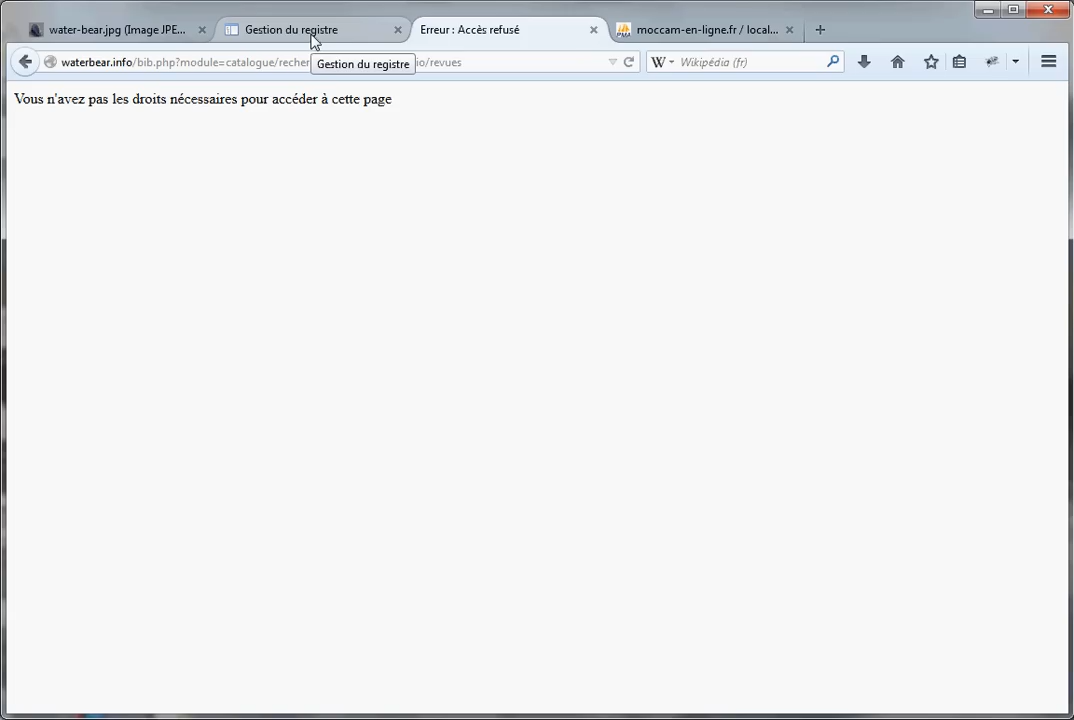 water-bear.jpg (Image JPE...
Gestion du registre
Erreur : Accès refusé
moccam-en-ligne.fr / local...
waterbear.info/bib.php?module=catalogue/recher
io/revues
Wikipédia (fr)
Gestion du registre
Vous n'avez pas les droits nécessaires pour accéder à cette page